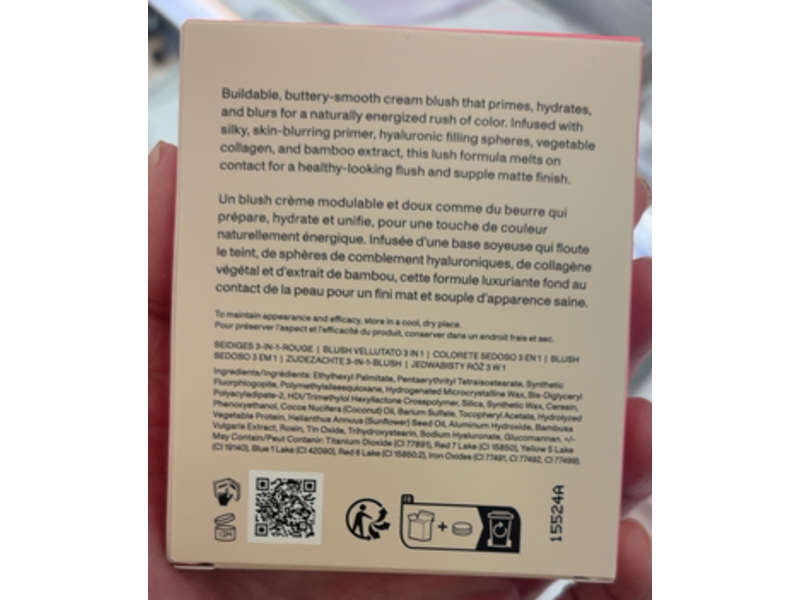 Buildable, buttery-smooth cream blush that primes, hydrates,
and blurs for a naturally energized rush of color. Infused with
silky, skin-blurring primer, hyaluronic filling spheres, vegetable
collagen, and bamboo extract, this lush formula melts on
contact for a healthy-looking flush and supple matte finish.
Un blush crème modulable et doux comme du beurre qui
prépare, hydrate et unifie, pour une touche de couleur
naturellement énergique. Infusée d'une base soyeuse qui floute
le teint, de sphères de comblement hyaluroniques, de collagène
végétal et d'extrait de bambou, cette formule luxuriante fond au
contact de la peau pour un fini mat et souple d'apparence saine.
To maintain appearance and efficacy, store in a cool, dry place.
Pour préserver l'aspect et l'efficacité du produit, conserver dans un endroit frais et sec.
SEIDIGES 3-IN-1-ROUGE | BLUSH VELLUTATO 3 IN 1 | COLORETE SEDOSO 3 EN 1 | BLUSH
SEDOSO 3 EM 1 | ZIJDEZACHTE 3-IN-1-BLUSH | JEDWABISTY RÓŻ 3 W 1
Ingredients/Ingrédients: Ethylhexyl Palmitate, Pentaerythrityl Tetraisostearate, Synthetic
Fluorphlogopite, Polymethylsilsesquioxane, Hydrogenated Microcrystalline Wax, Bis-Diglyceryl
Polyacyladipate-2, HDI/Trimethylol Hexyllactone Crosspolymer, Silica, Synthetic Wax, Ceresin,
Phenoxyethanol, Cocos Nucifera (Coconut) Oil, Barium Sulfate, Tocopheryl Acetate, Hydrolyzed
Vegetable Protein, Helianthus Annuus (Sunflower) Seed Oil, Aluminum Hydroxide, Bambusa
Vulgaris Extract, Rosin, Tin Oxide, Trihydroxystearin, Sodium Hyaluronate, Glucomannan. +/-
May Contain/Peut Contenir: Titanium Dioxide (CI 77891), Red 7 Lake (CI 15850), Yellow 5 Lake
(CI 19140), Blue 1 Lake (CI 42090), Red 6 Lake (CI 15850:2), Iron Oxides (CI 77491, CI 77492, CI 77499).
FR
12M
+
15524A